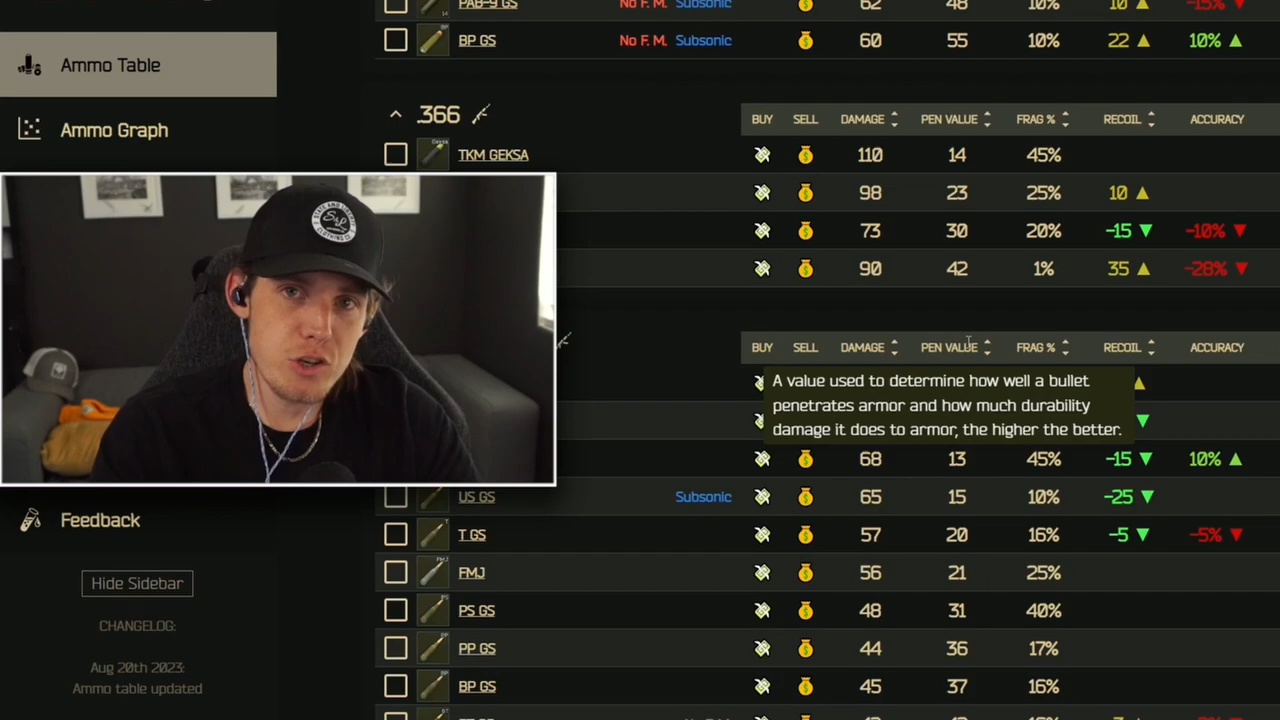 PAB-9 GS No F. M. Subsonic 62 48 10% 10 -15%
BP GS No F. M. Subsonic 60 55 10% 22 10%
Ammo Table
Ammo Graph
.366 BUY SELL DAMAGE PEN VALUE FRAG % RECOIL ACCURACY
TKM GEKSA 110 14 45%
98 23 25% 10
73 30 20% -15 -10%
90 42 1% 35 -28%
STATE AND LIBERTY
S&L
CLOTHING CO.
BUY SELL DAMAGE PEN VALUE FRAG % RECOIL ACCURACY
A value used to determine how well a bullet
penetrates armor and how much durability
damage it does to armor, the higher the better.
68 13 45% -15 10%
US GS Subsonic 65 15 10% -25
T GS 57 20 16% -5 -5%
FMJ 56 21 25%
PS GS 48 31 40%
PP GS 44 36 17%
BP GS 45 37 16%
Feedback
Hide Sidebar
CHANGELOG:
Aug 20th 2023:
Ammo table updated